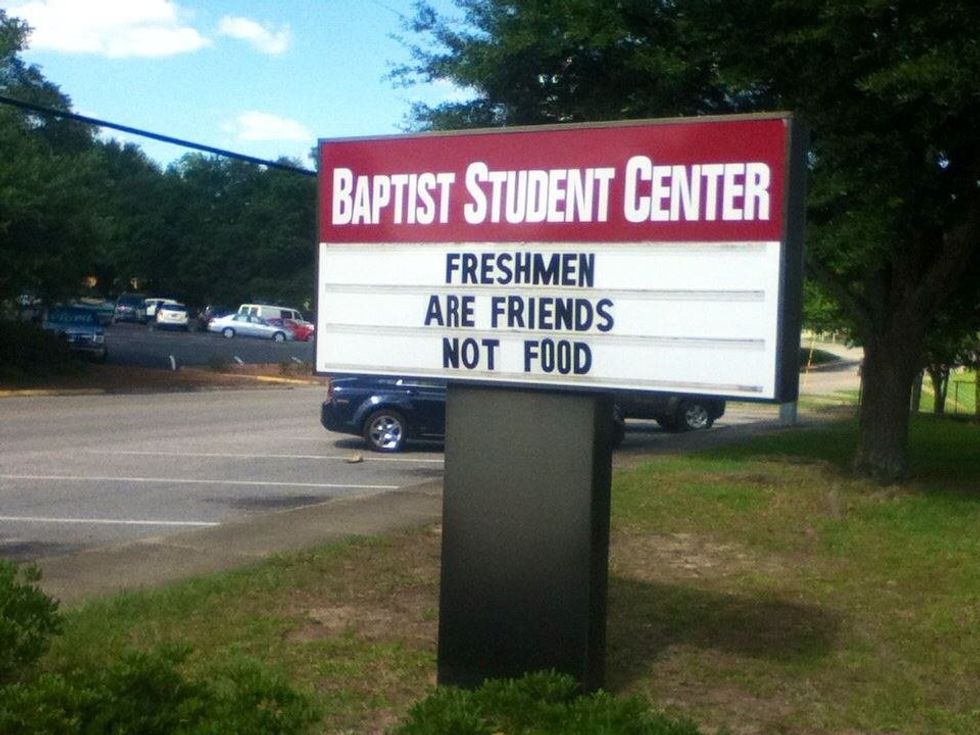 BAPTIST STUDENT CENTER
FRESHMEN
ARE FRIENDS
NOT FOOD